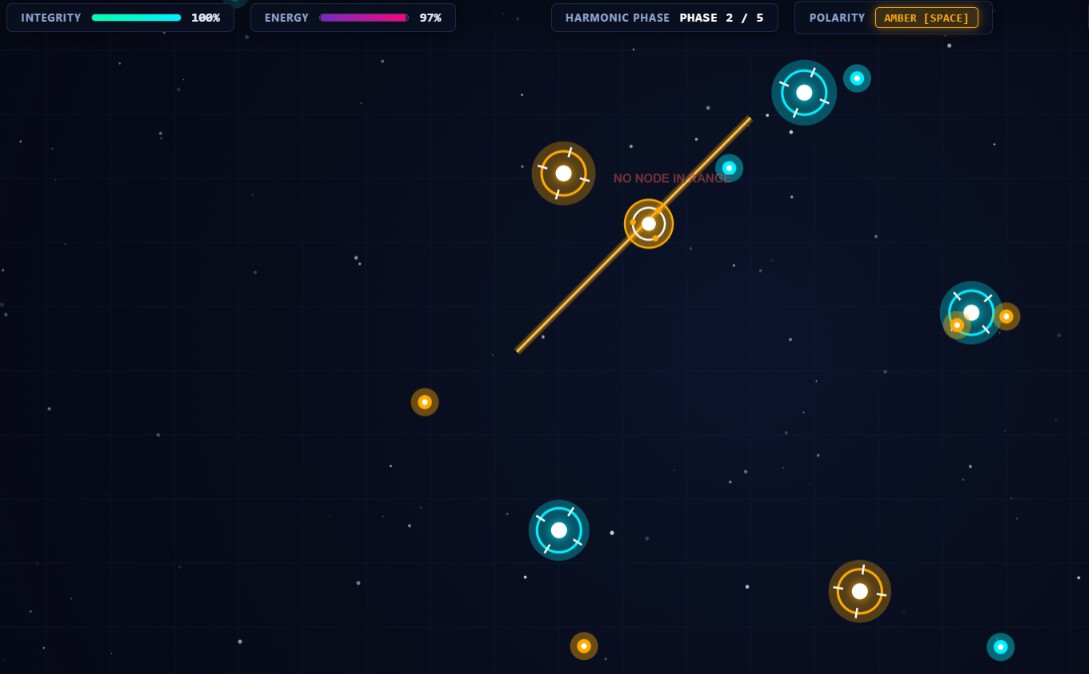 INTEGRITY 100%
ENERGY 97%
HARMONIC PHASE PHASE 2 / 5
POLARITY AMBER [SPACE]
NO NODE IN RANGE